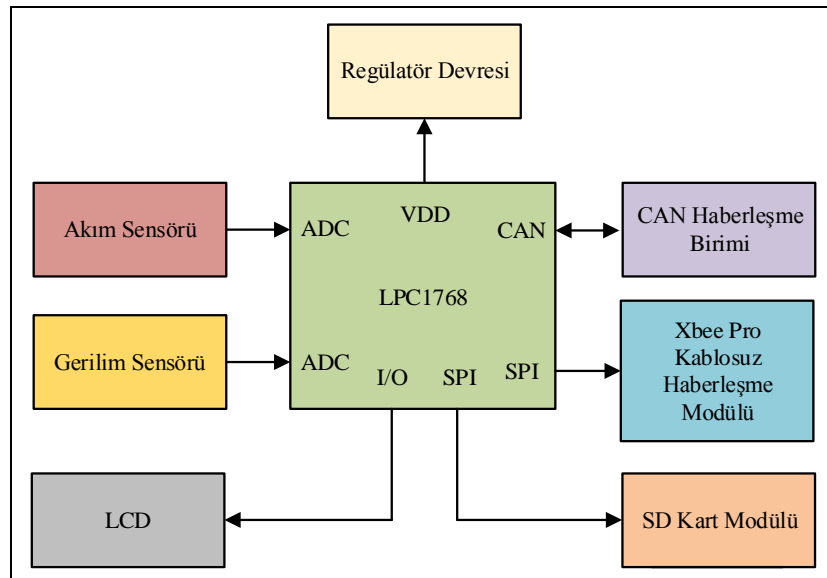 Regülatör Devresi
Akım Sensörü
ADC
VDD
CAN
CAN Haberleşme
Birimi
LPC1768
Gerilim Sensörü
ADC
I/O
SPI
SPI
Xbee Pro
Kablosuz
Haberleşme
Modülü
LCD
SD Kart Modülü